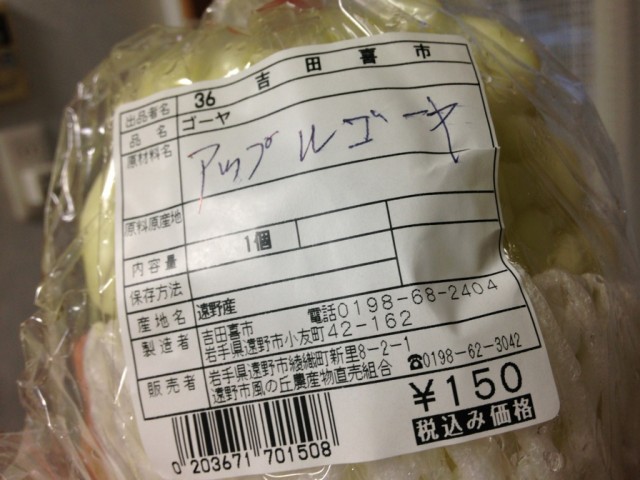 出品者名 36 吉田喜市
品名 ゴーヤ
原材料名 アップルゴーヤ
原料原産地
内容量 1個
保存方法
産地名 遠野産
製造者 吉田喜市 電話0198-68-2404
岩手県遠野市小友町42-162
販売者 岩手県遠野市綾織町新里8-2-1
遠野市風の丘農産物直売組合 ☎0198-62-3042
¥150
税込み価格
0 203671 701508